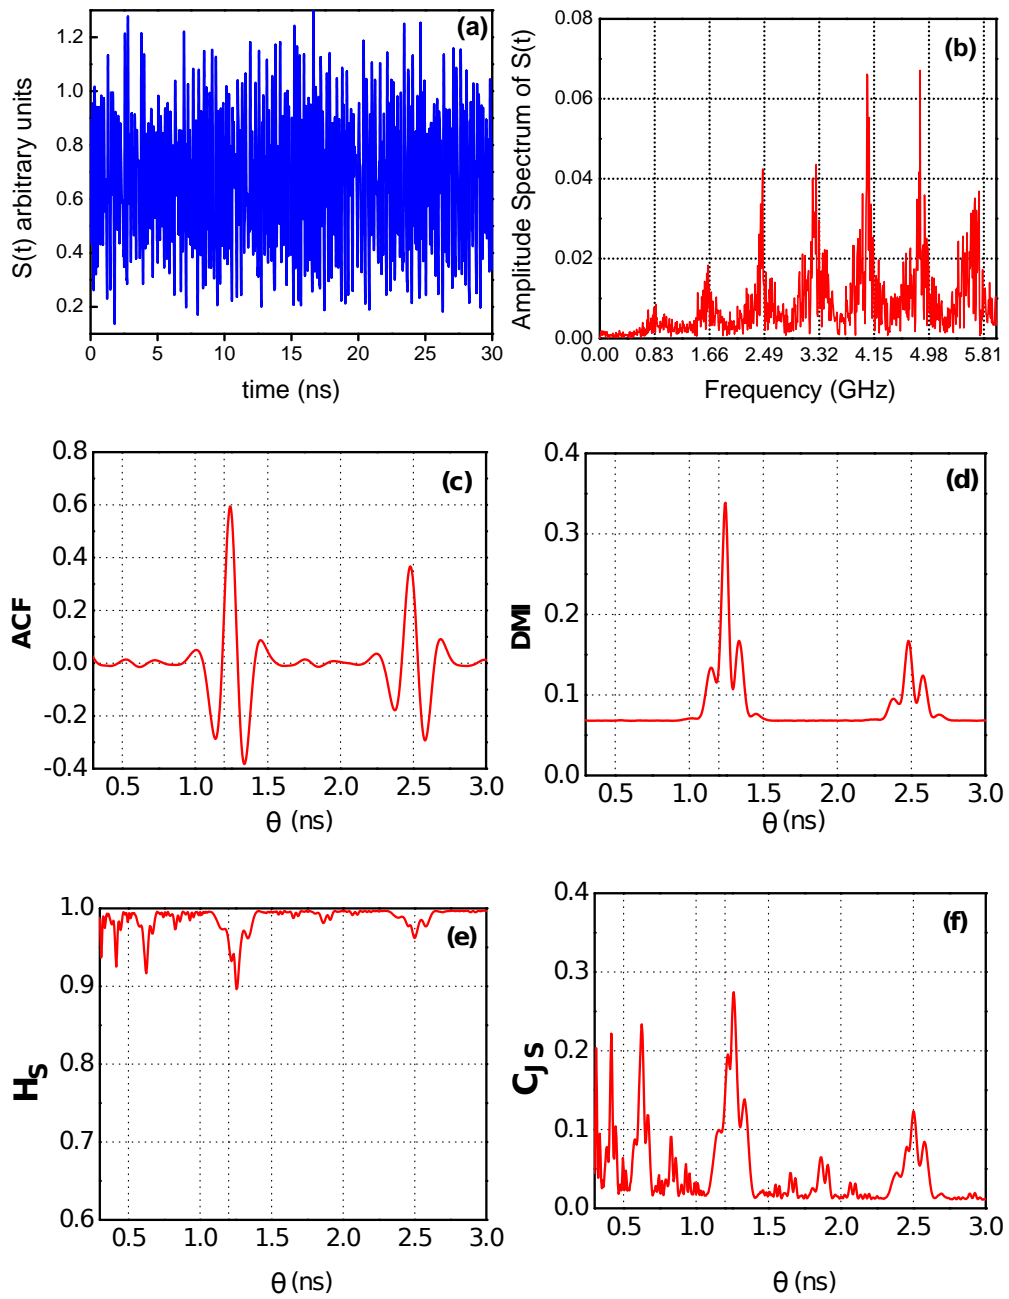 (a)
S(t) arbitrary units
1.2
1.0
0.8
0.6
0.4
0.2
0 5 10 15 20 25 30
time (ns)
(b)
Amplitude Spectrum of S(t)
0.08
0.06
0.04
0.02
0.00
0.00 0.83 1.66 2.49 3.32 4.15 4.98 5.81
Frequency (GHz)
(c)
ACF
0.8
0.6
0.4
0.2
0.0
-0.2
-0.4
0.5 1.0 1.5 2.0 2.5 3.0
θ (ns)
(d)
DMI
0.4
0.3
0.2
0.1
0.0
0.5 1.0 1.5 2.0 2.5 3.0
θ (ns)
(e)
HS
1.0
0.9
0.8
0.7
0.6
0.5 1.0 1.5 2.0 2.5 3.0
θ (ns)
(f)
CJS
0.4
0.3
0.2
0.1
0.0
0.5 1.0 1.5 2.0 2.5 3.0
θ (ns)